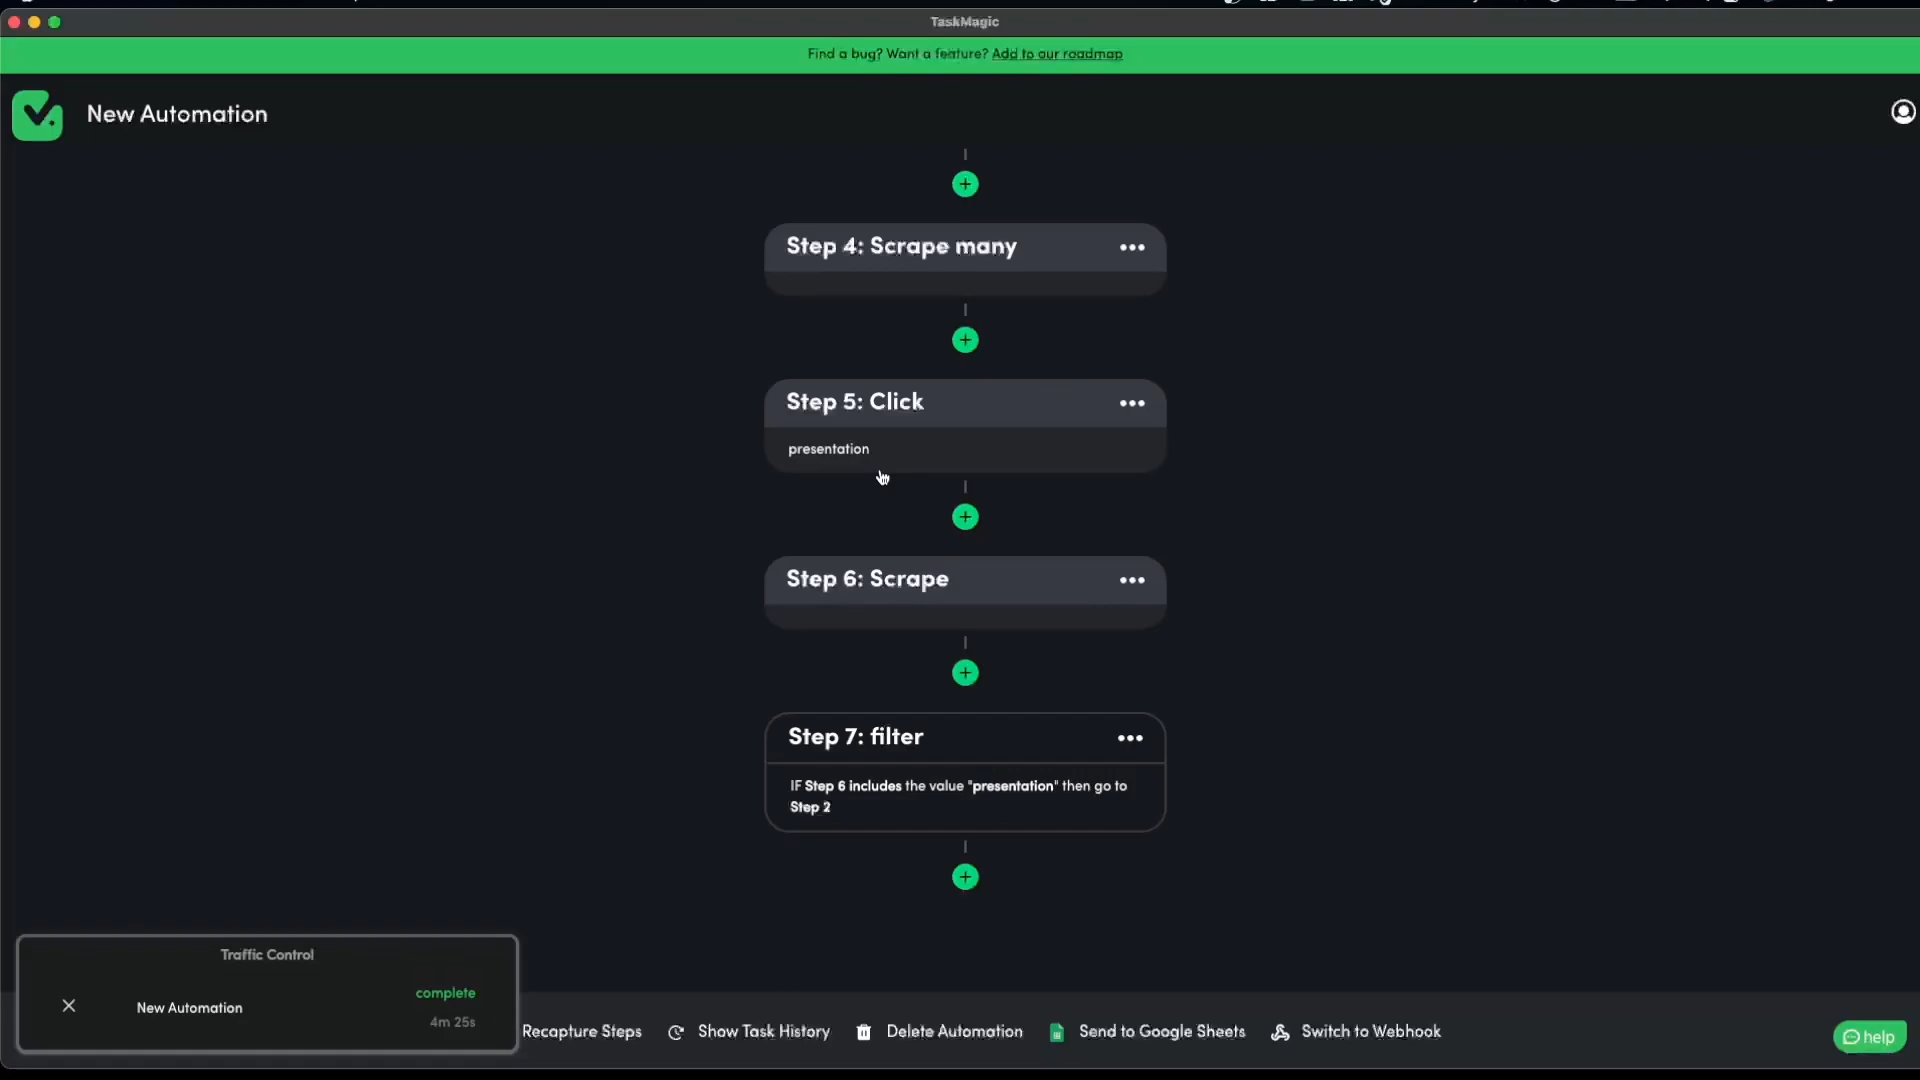 TaskMagic
Find a bug? Want a feature? Add to our roadmap
New Automation
Step 4: Scrape many
Step 5: Click
presentation
Step 6: Scrape
Step 7: filter
IF Step 6 includes the value "presentation" then go to
Step 2
Traffic Control
New Automation
complete
4m 25s
Recapture Steps
Show Task History
Delete Automation
Send to Google Sheets
Switch to Webhook
help